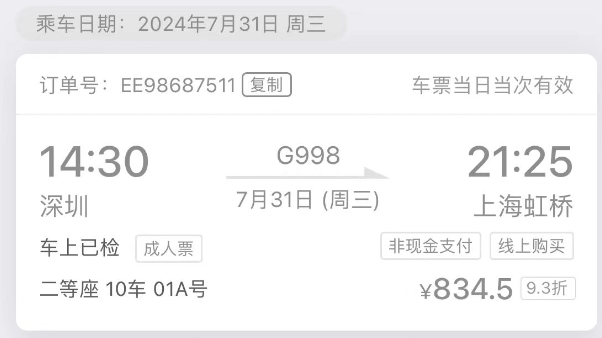 乘车日期：2024年7月31日 周三
订单号：EE98687511 复制 车票当日当次有效
14:30 G998 21:25
深圳 7月31日 (周三) 上海虹桥
车上已检 成人票 非现金支付 线上购买
二等座 10车 01A号 ¥834.5 9.3折